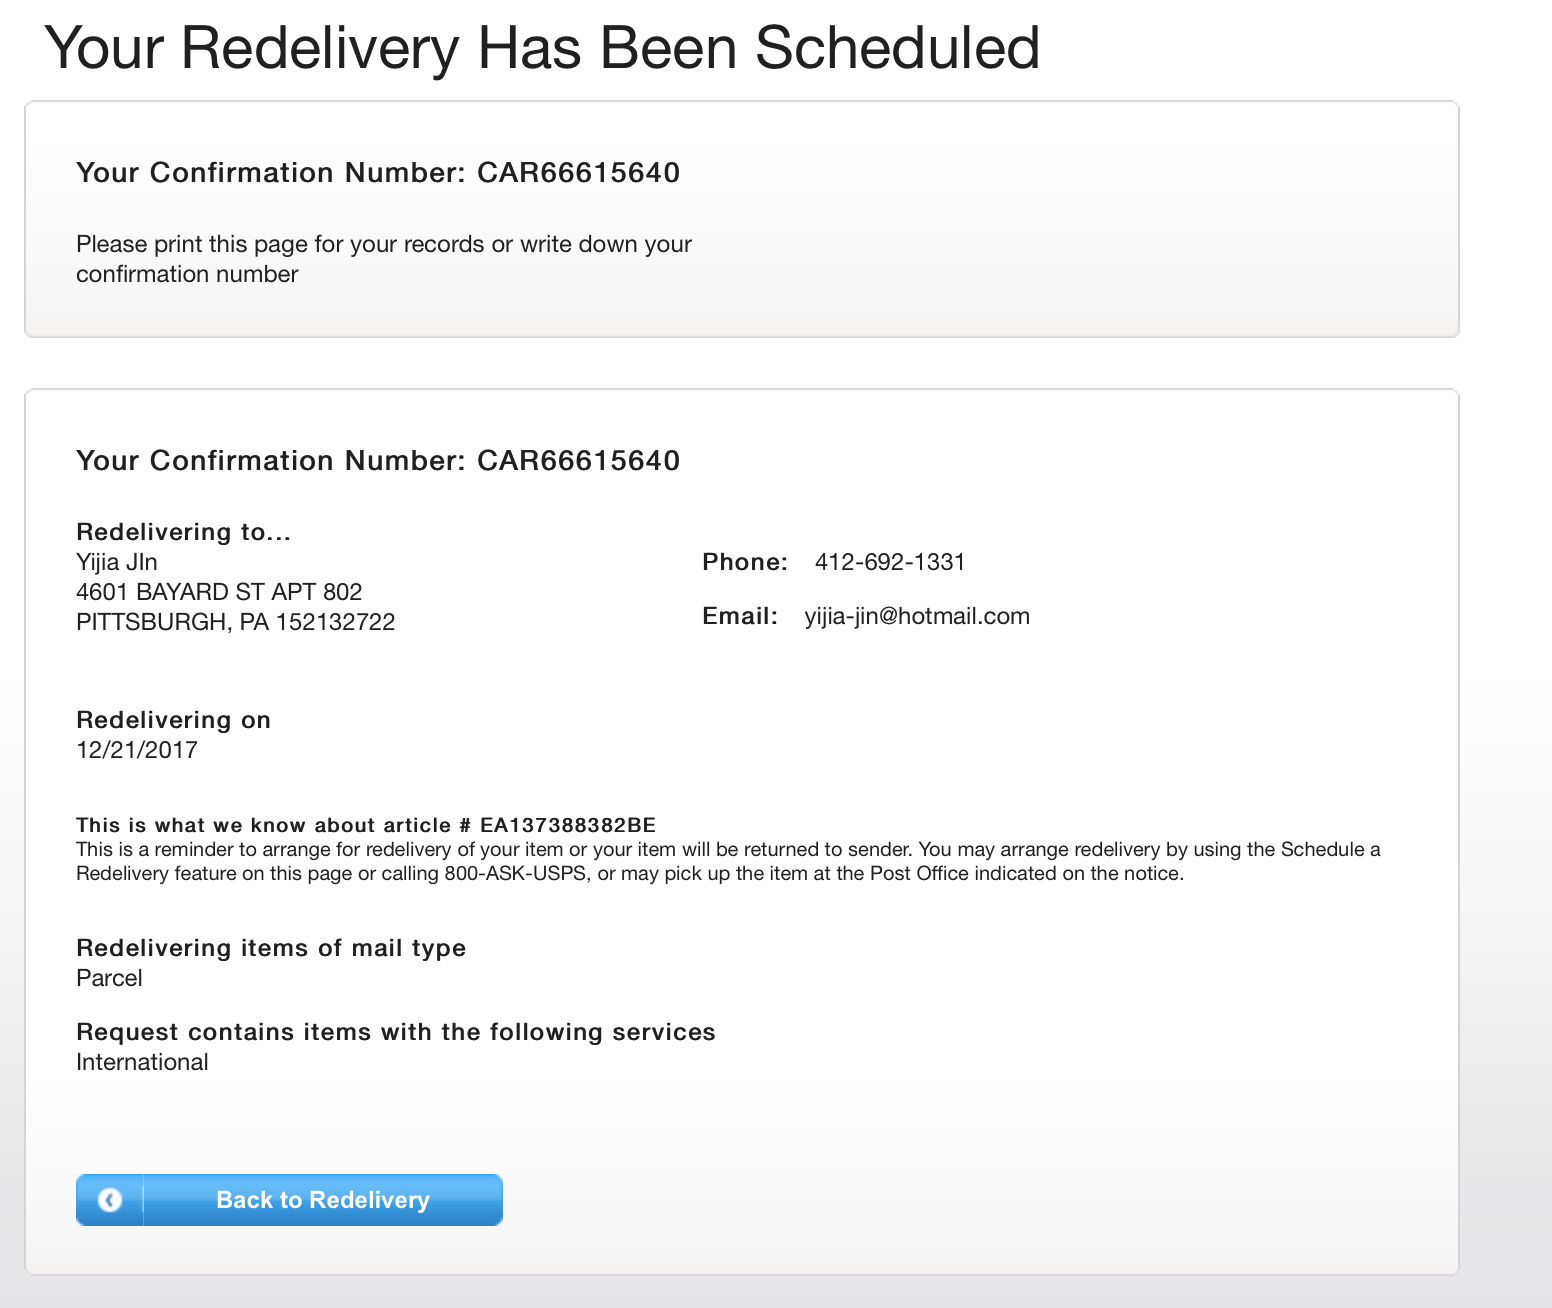 Your Redelivery Has Been Scheduled
Your Confirmation Number: CAR66615640
Please print this page for your records or write down your
confirmation number
Your Confirmation Number: CAR66615640
Redelivering to...
Yijia JIn
4601 BAYARD ST APT 802
PITTSBURGH, PA 152132722
Phone: 412-692-1331
Email: yijia-jin@hotmail.com
Redelivering on
12/21/2017
This is what we know about article # EA137388382BE
This is a reminder to arrange for redelivery of your item or your item will be returned to sender. You may arrange redelivery by using the Schedule a
Redelivery feature on this page or calling 800-ASK-USPS, or may pick up the item at the Post Office indicated on the notice.
Redelivering items of mail type
Parcel
Request contains items with the following services
International
Back to Redelivery